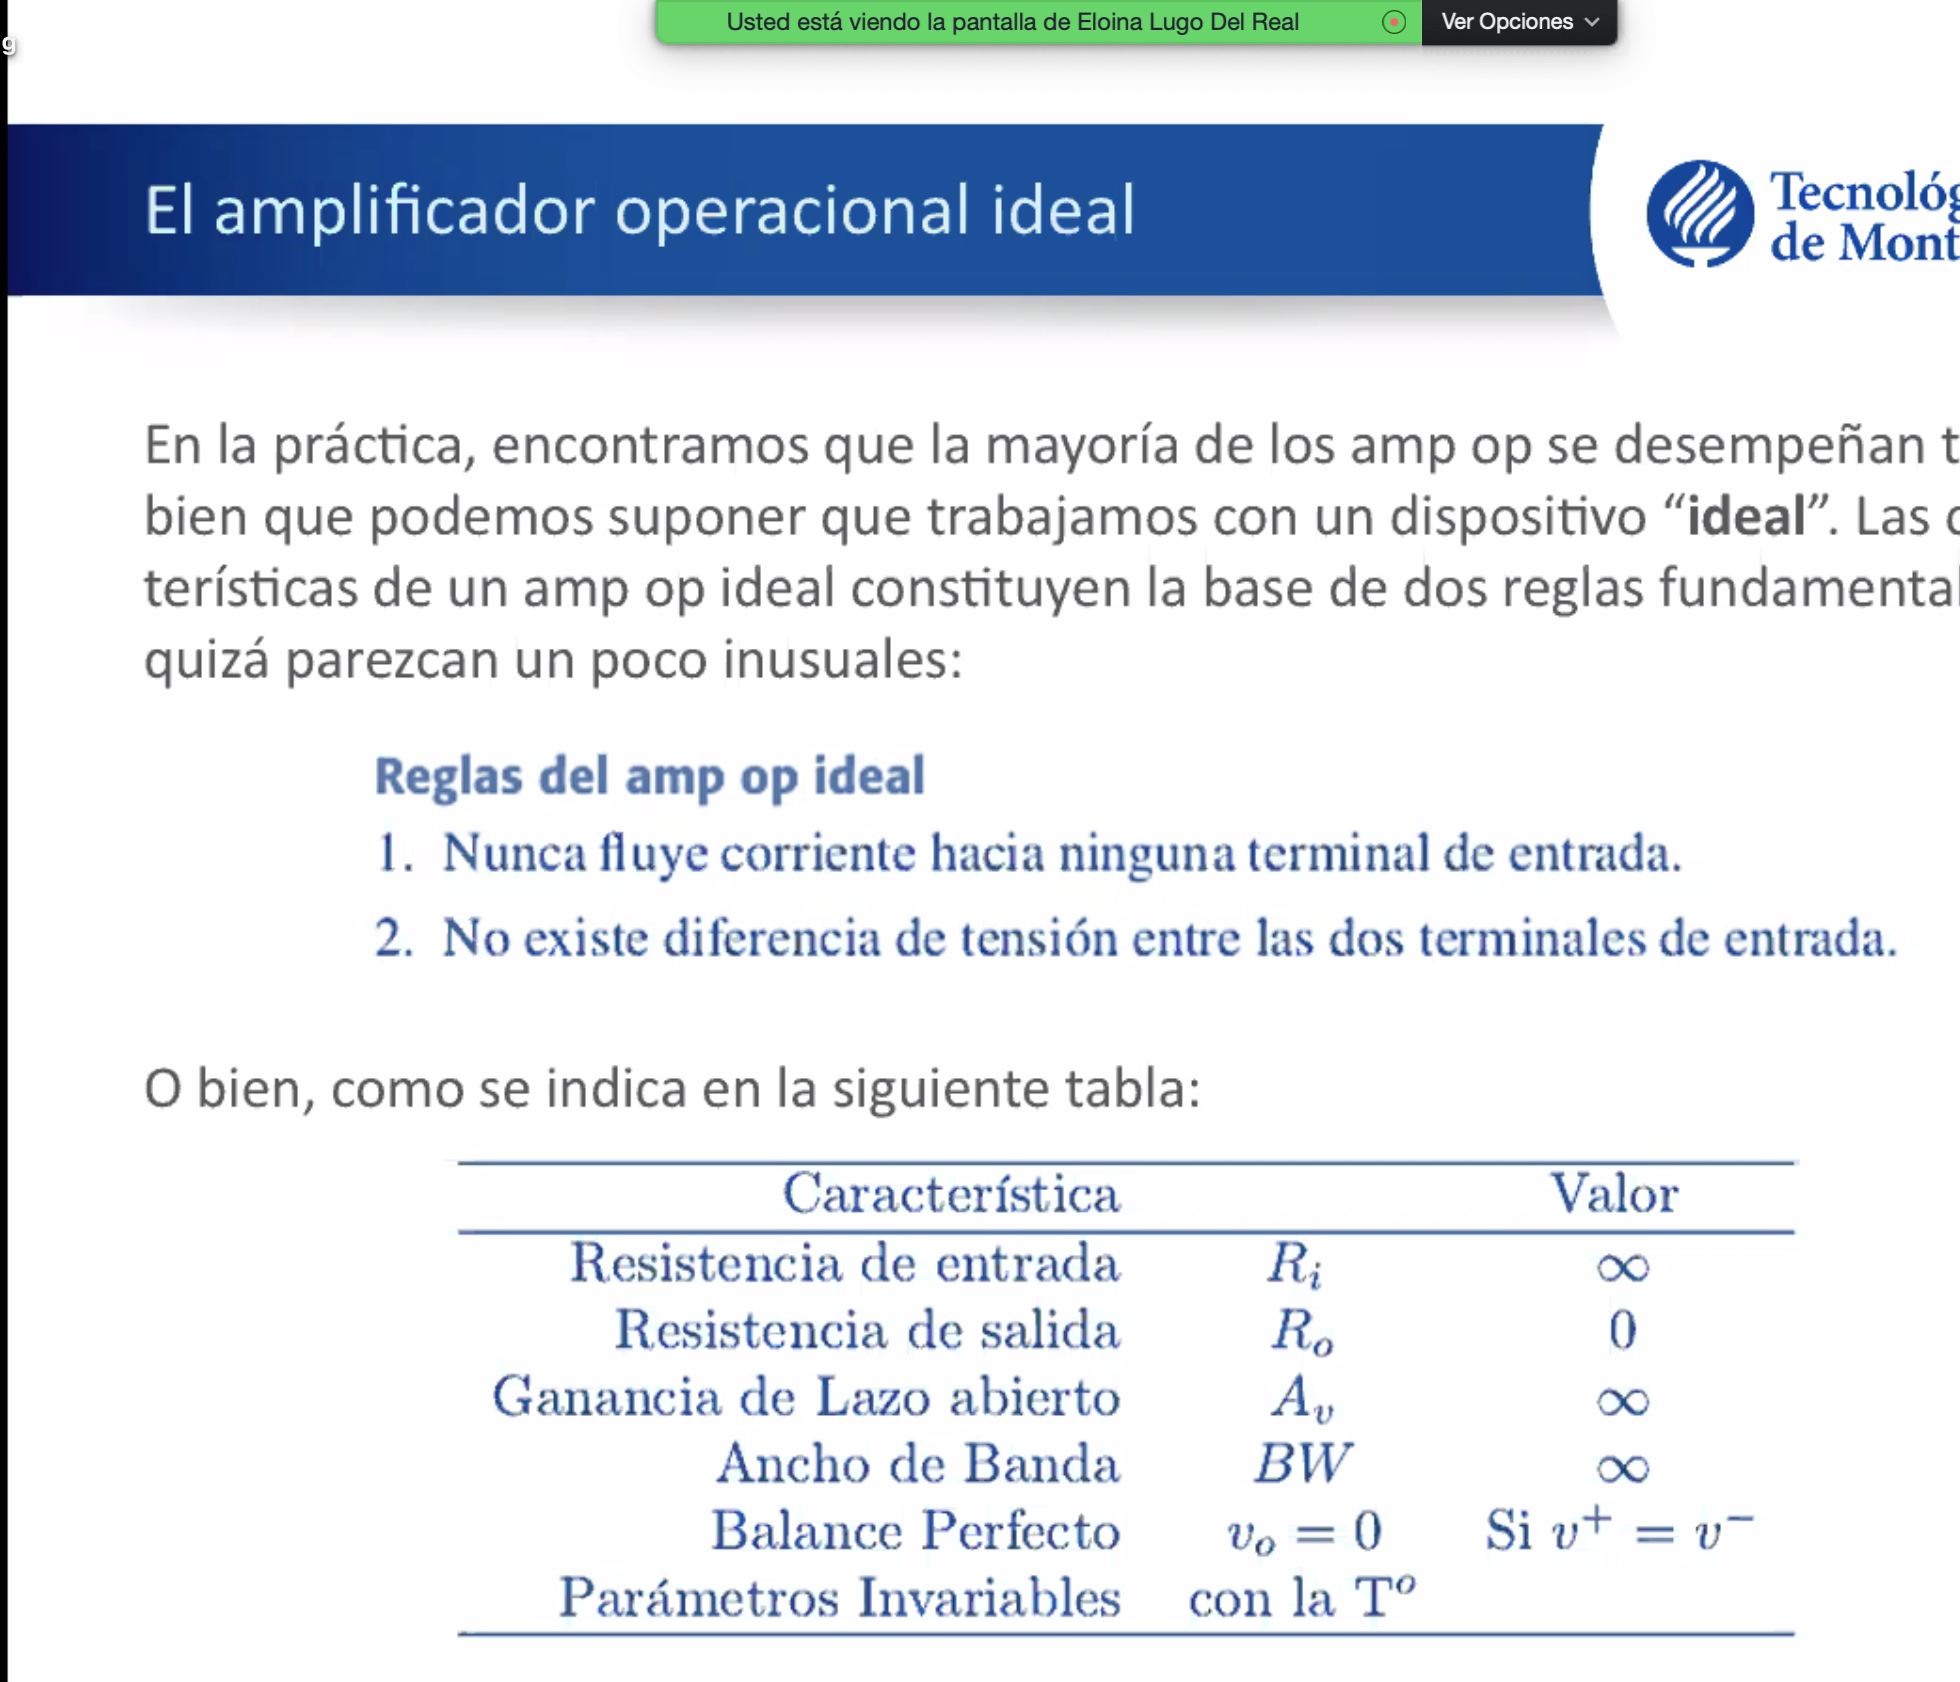 Usted está viendo la pantalla de Eloina Lugo Del Real
Ver Opciones
g
El amplificador operacional ideal
Tecnológ
de Mont
En la práctica, encontramos que la mayoría de los amp op se desempeñan t
bien que podemos suponer que trabajamos con un dispositivo “ideal”. Las c
terísticas de un amp op ideal constituyen la base de dos reglas fundamental
quizá parezcan un poco inusuales:
Reglas del amp op ideal
1. Nunca fluye corriente hacia ninguna terminal de entrada.
2. No existe diferencia de tensión entre las dos terminales de entrada.
O bien, como se indica en la siguiente tabla:
Característica Valor
Resistencia de entrada R_i ∞
Resistencia de salida R_o 0
Ganancia de Lazo abierto A_v ∞
Ancho de Banda BW ∞
Balance Perfecto v_o = 0 Si v⁺ = v⁻
Parámetros Invariables con la Tº